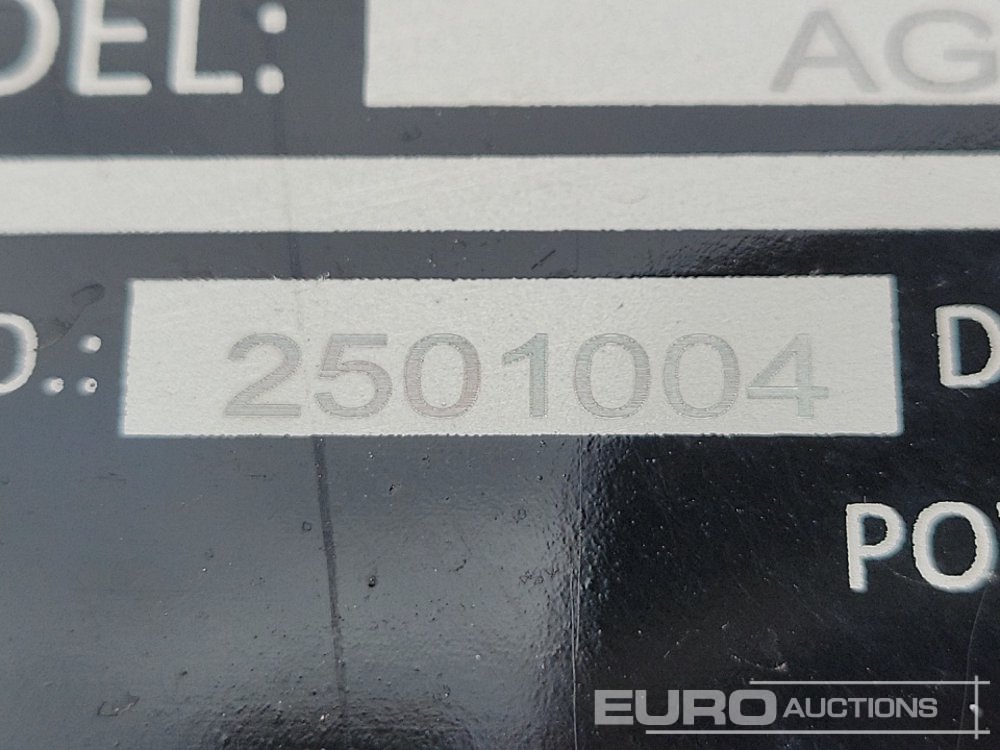 DEL: AG
O.: 2501004 D
PO
EURO AUCTIONS